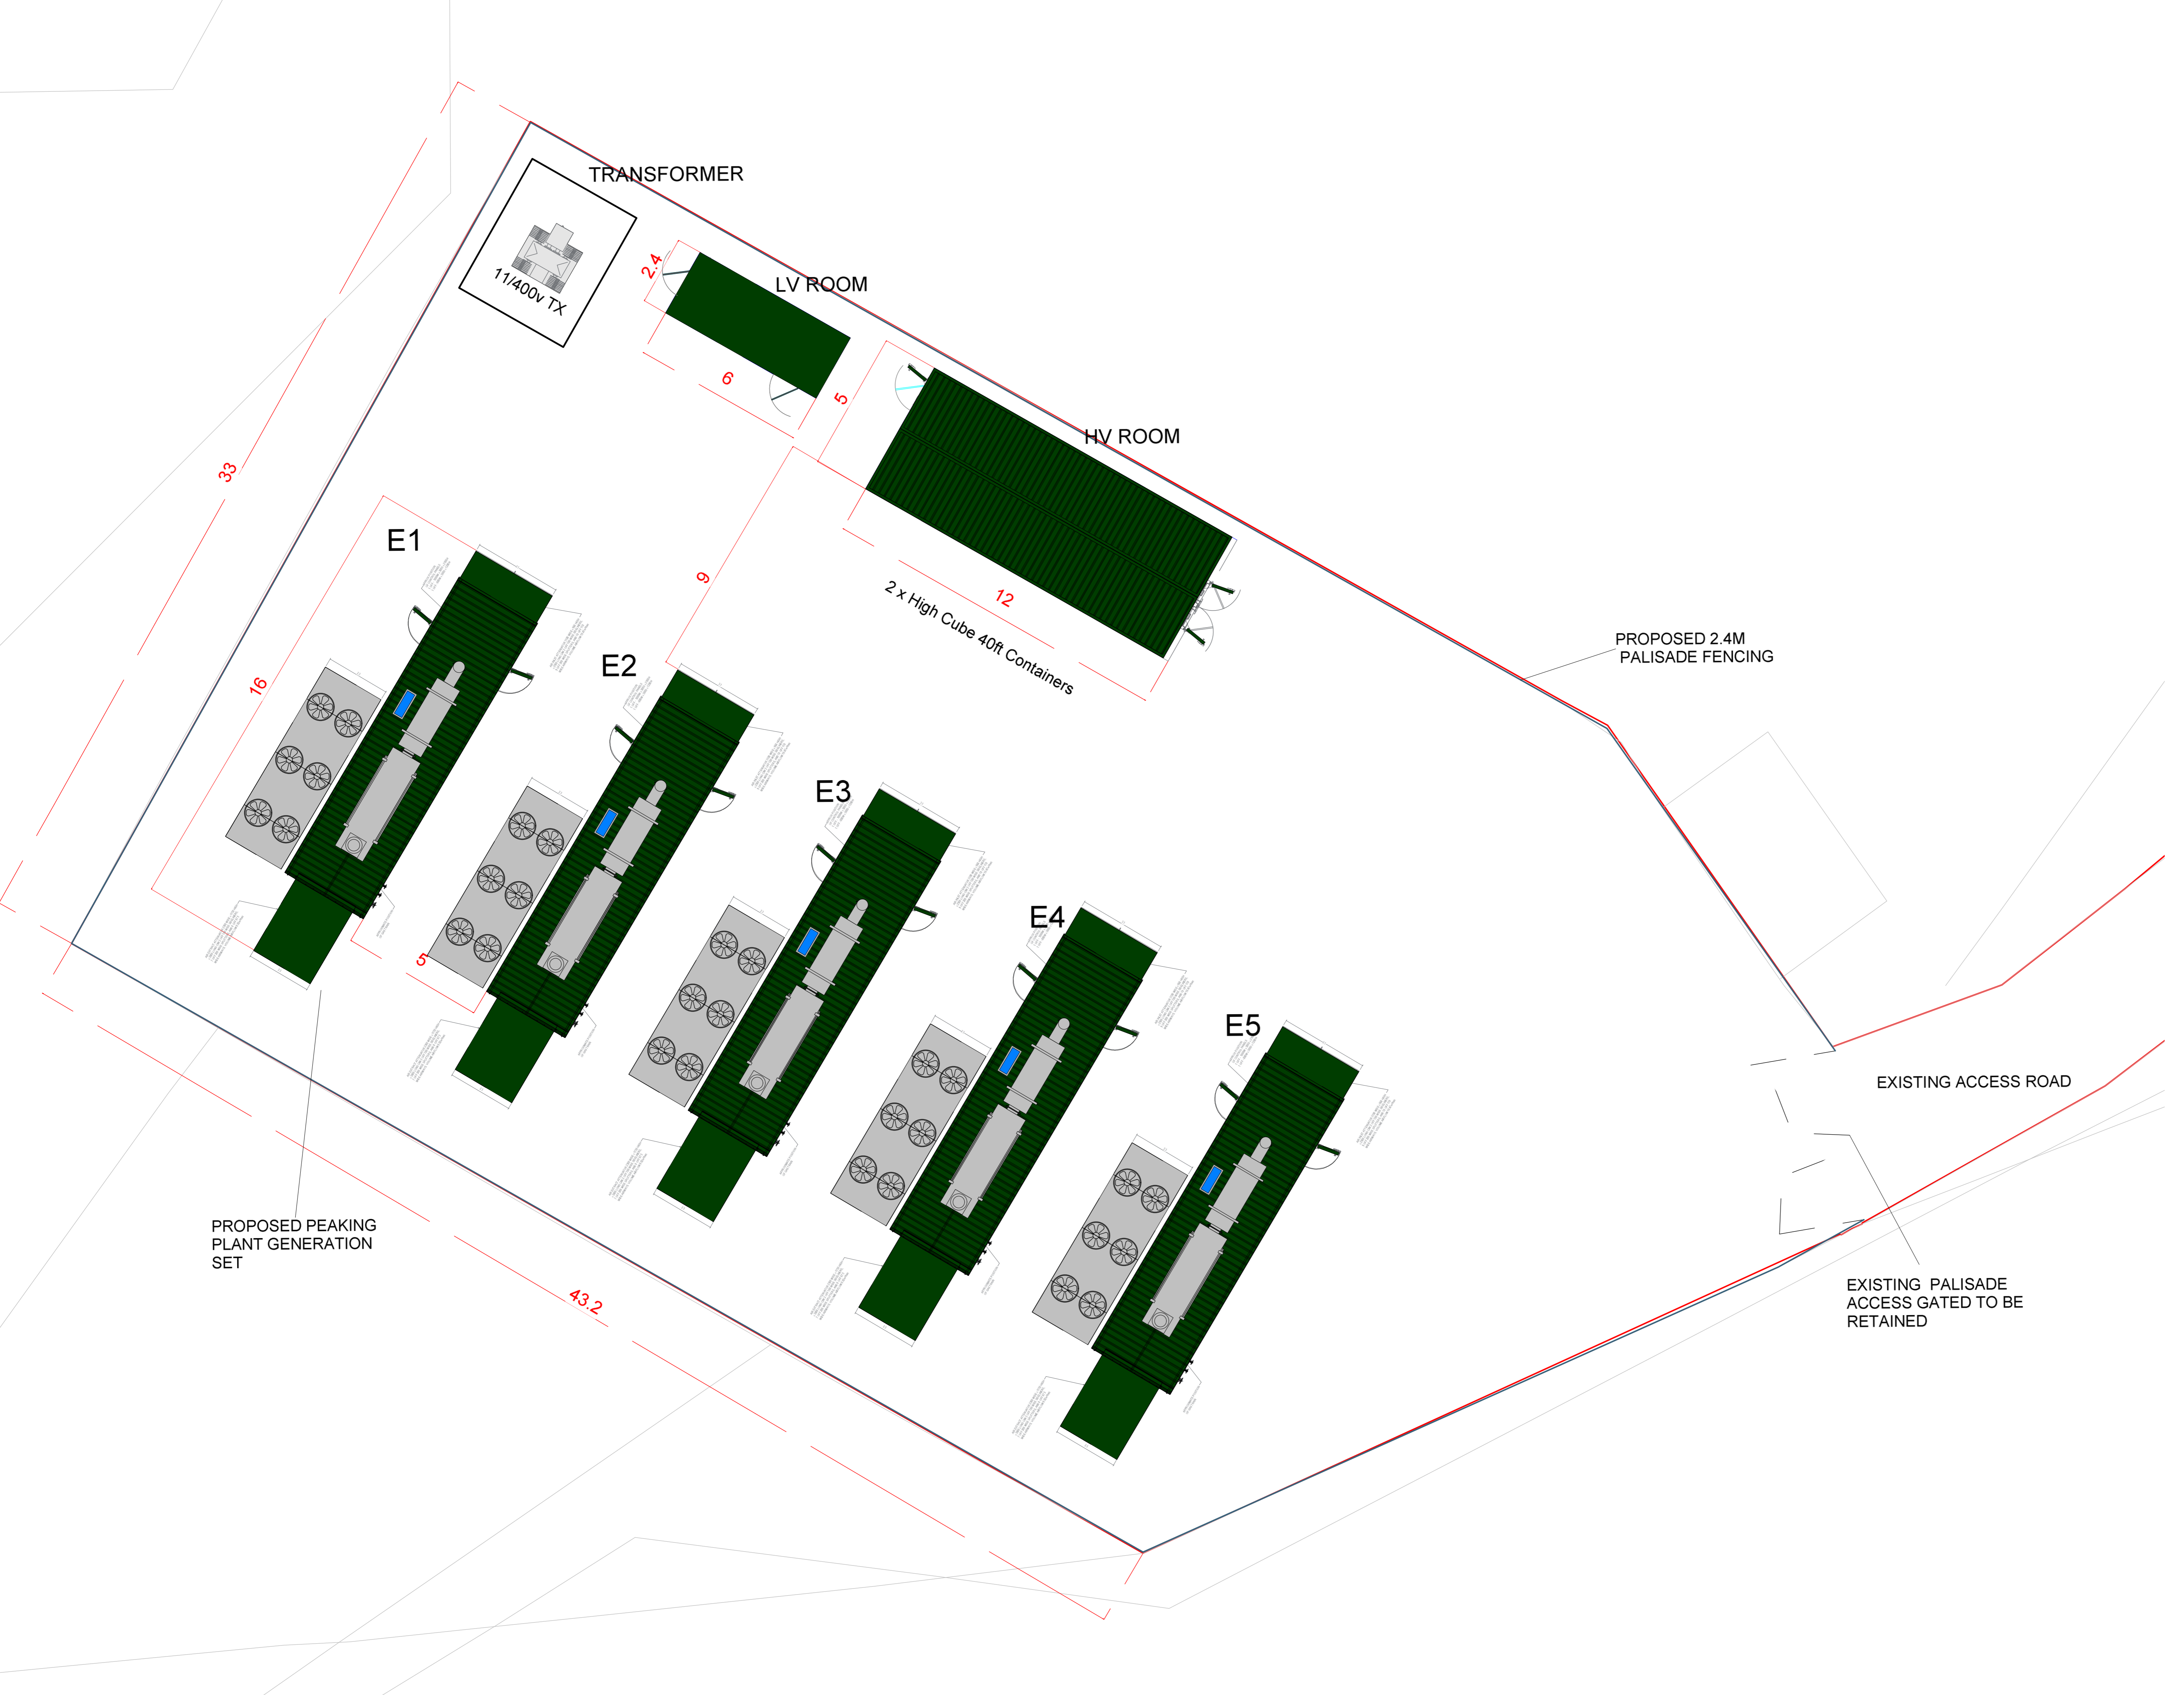 TRANSFORMER
11/400v TX
2.4
LV ROOM
6
5
HV ROOM
33
E1
9
12
2 x High Cube 40ft Containers
PROPOSED 2.4M
PALISADE FENCING
16
E2
E3
E4
5
E5
EXISTING ACCESS ROAD
PROPOSED PEAKING
PLANT GENERATION
SET
43.2
EXISTING PALISADE
ACCESS GATED TO BE
RETAINED